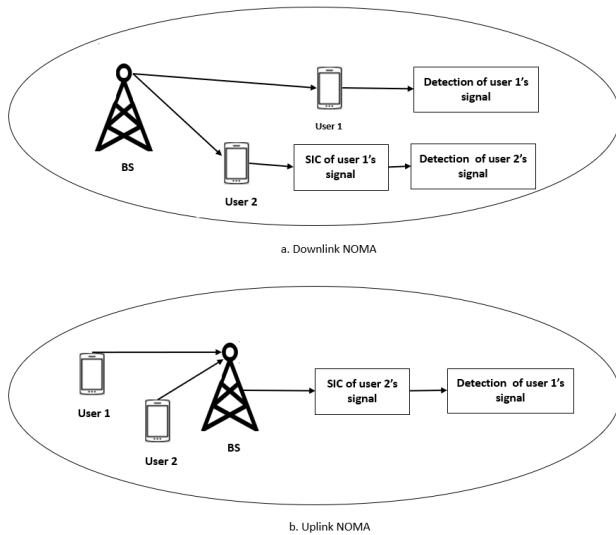 Detection of user 1's
signal
User 1
BS
SIC of user 1's
signal
Detection of user 2's
signal
User 2
a. Downlink NOMA
SIC of user 2's
signal
Detection of user 1's
signal
User 1
User 2
BS
b. Uplink NOMA